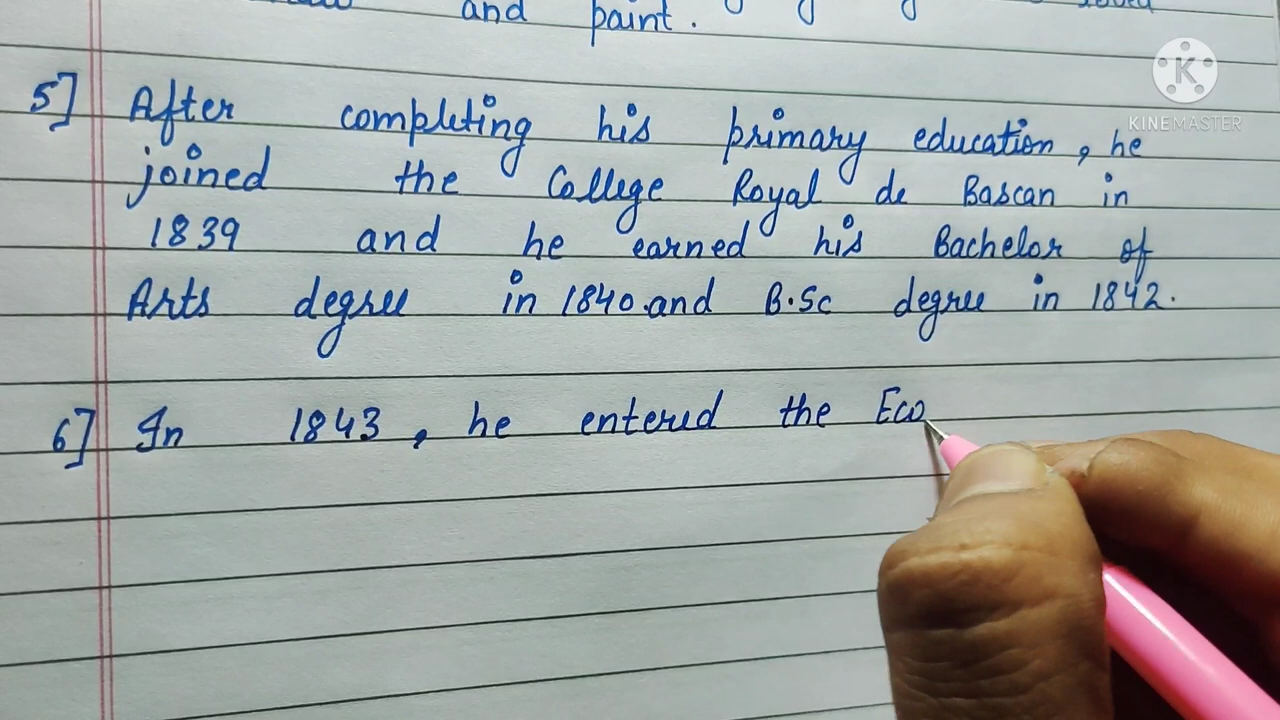 and paint.
5] After completing his primary education, he
joined the College Royal de Bascan in
1839 and he earned his Bachelor of
Arts degree in 1840.and B.Sc degree in 1842.
6] In 1843, he entered the Eco
K
KINEMASTER